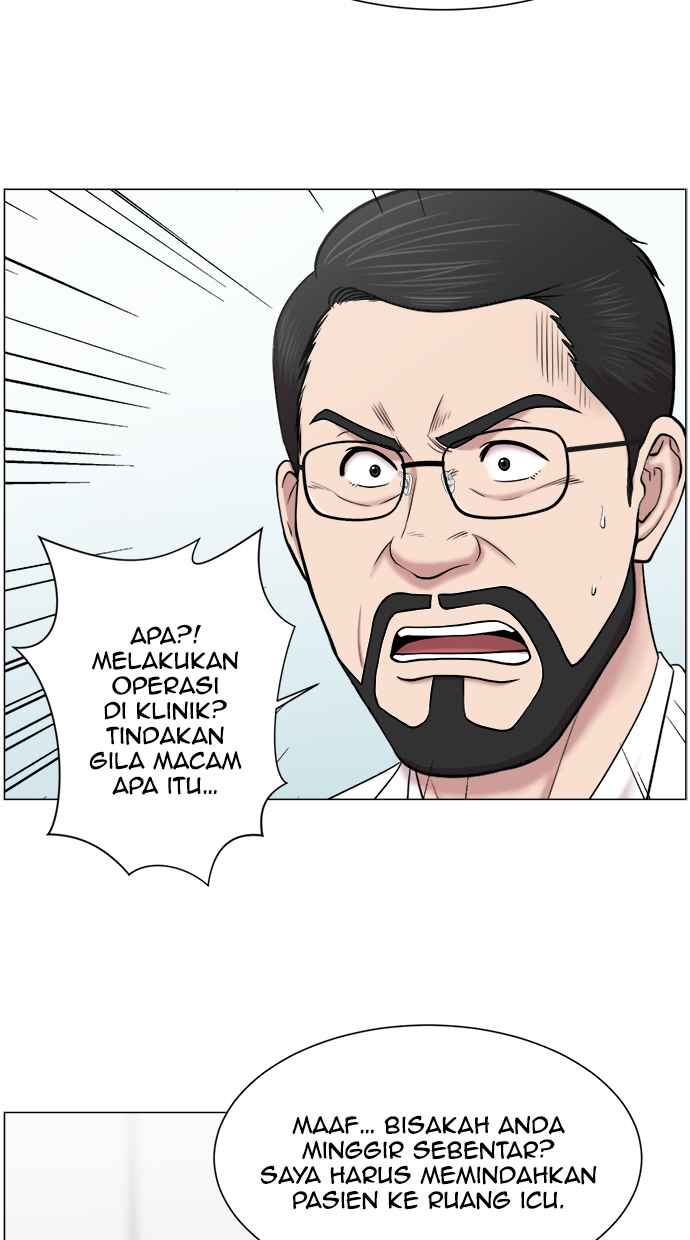 APA?!
MELAKUKAN
OPERASI
DI KLINIK?
TINDAKAN
GILA MACAM
APA ITU...
MAAF... BISAKAH ANDA
MINGGIR SEBENTAR?
SAYA HARUS MEMINDAHKAN
PASIEN KE RUANG ICU.